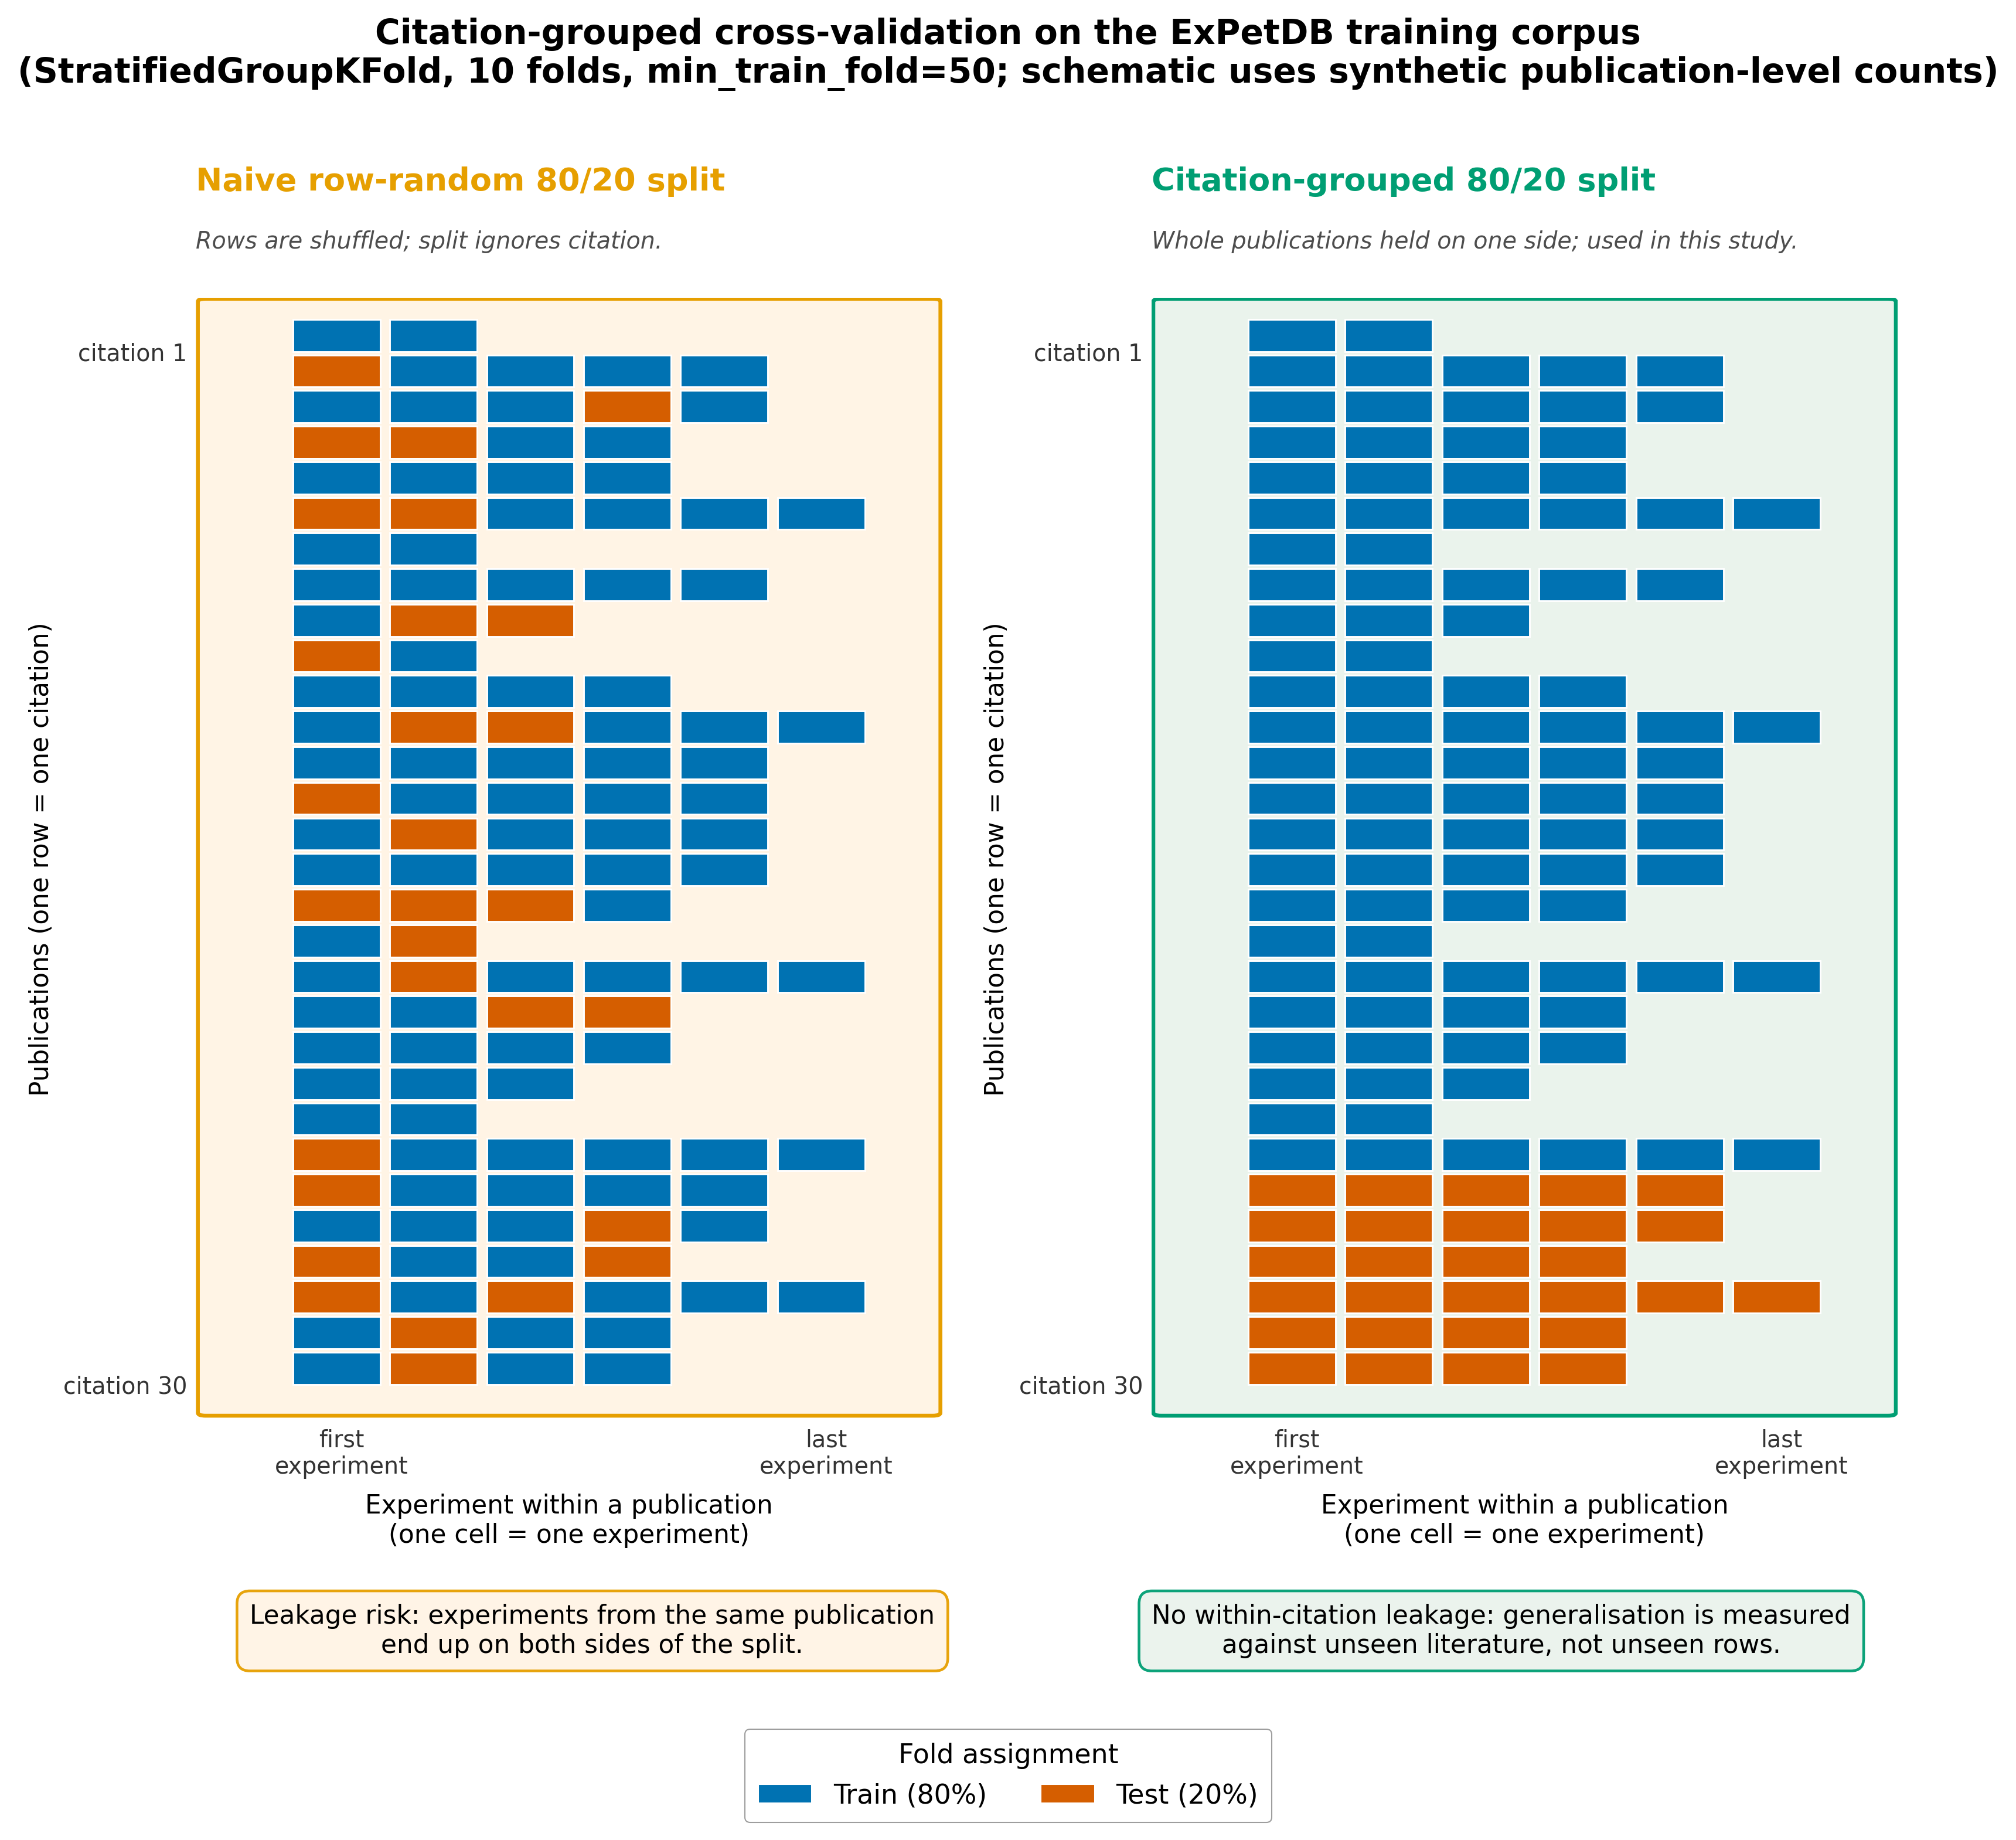 Citation-grouped cross-validation on the ExPetDB training corpus
(StratifiedGroupKFold, 10 folds, min_train_fold=50; schematic uses synthetic publication-level counts)
Naive row-random 80/20 split
Rows are shuffled; split ignores citation.
citation 1
Publications (one row = one citation)
citation 30
first
experiment
last
experiment
Experiment within a publication
(one cell = one experiment)
Leakage risk: experiments from the same publication
end up on both sides of the split.
Citation-grouped 80/20 split
Whole publications held on one side; used in this study.
citation 1
Publications (one row = one citation)
citation 30
first
experiment
last
experiment
Experiment within a publication
(one cell = one experiment)
No within-citation leakage: generalisation is measured
against unseen literature, not unseen rows.
Fold assignment
Train (80%)
Test (20%)